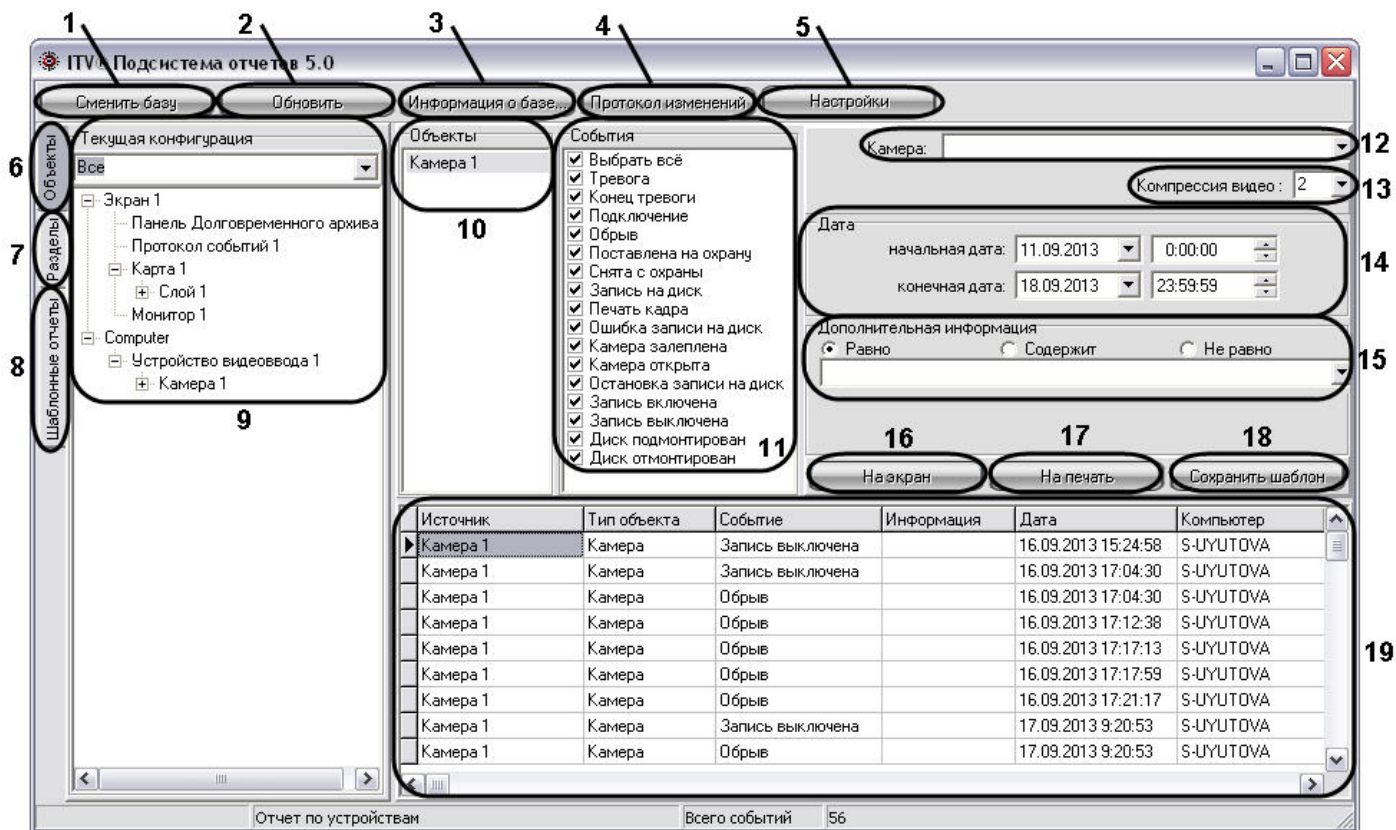 1 2 3 4 5
ITV® Подсистема отчетов 5.0
Сменить базу Обновить Информация о базе... Протокол изменений Настройки
6 Объекты
7 Разделы
8 Шаблонные отчеты
Текущая конфигурация
Все
Экран 1
Панель Долговременного архива
Протокол событий 1
Карта 1
Слой 1
Монитор 1
Computer
Устройство видеоввода 1
Камера 1
9
Объекты
Камера 1
10
События
Выбрать всё
Тревога
Конец тревоги
Подключение
Обрыв
Поставлена на охрану
Снята с охраны
Запись на диск
Печать кадра
Ошибка записи на диск
Камера залеплена
Камера открыта
Остановка записи на диск
Запись включена
Запись выключена
Диск подмонтирован
Диск отмонтирован
11
Камера: 12
Компрессия видео : 2 13
Дата
начальная дата: 11.09.2013 0:00:00
конечная дата: 18.09.2013 23:59:59
14
Дополнительная информация
Равно Содержит Не равно
15
16 17 18
На экран На печать Сохранить шаблон
Источник Тип объекта Событие Информация Дата Компьютер
Камера 1 Камера Запись выключена 16.09.2013 15:24:58 S-UYUTOVA
Камера 1 Камера Запись выключена 16.09.2013 17:04:30 S-UYUTOVA
Камера 1 Камера Обрыв 16.09.2013 17:04:30 S-UYUTOVA
Камера 1 Камера Обрыв 16.09.2013 17:12:38 S-UYUTOVA
Камера 1 Камера Обрыв 16.09.2013 17:17:13 S-UYUTOVA
Камера 1 Камера Обрыв 16.09.2013 17:17:59 S-UYUTOVA
Камера 1 Камера Обрыв 16.09.2013 17:21:17 S-UYUTOVA
Камера 1 Камера Запись выключена 17.09.2013 9:20:53 S-UYUTOVA
Камера 1 Камера Обрыв 17.09.2013 9:20:53 S-UYUTOVA
19
Отчет по устройствам Всего событий 56